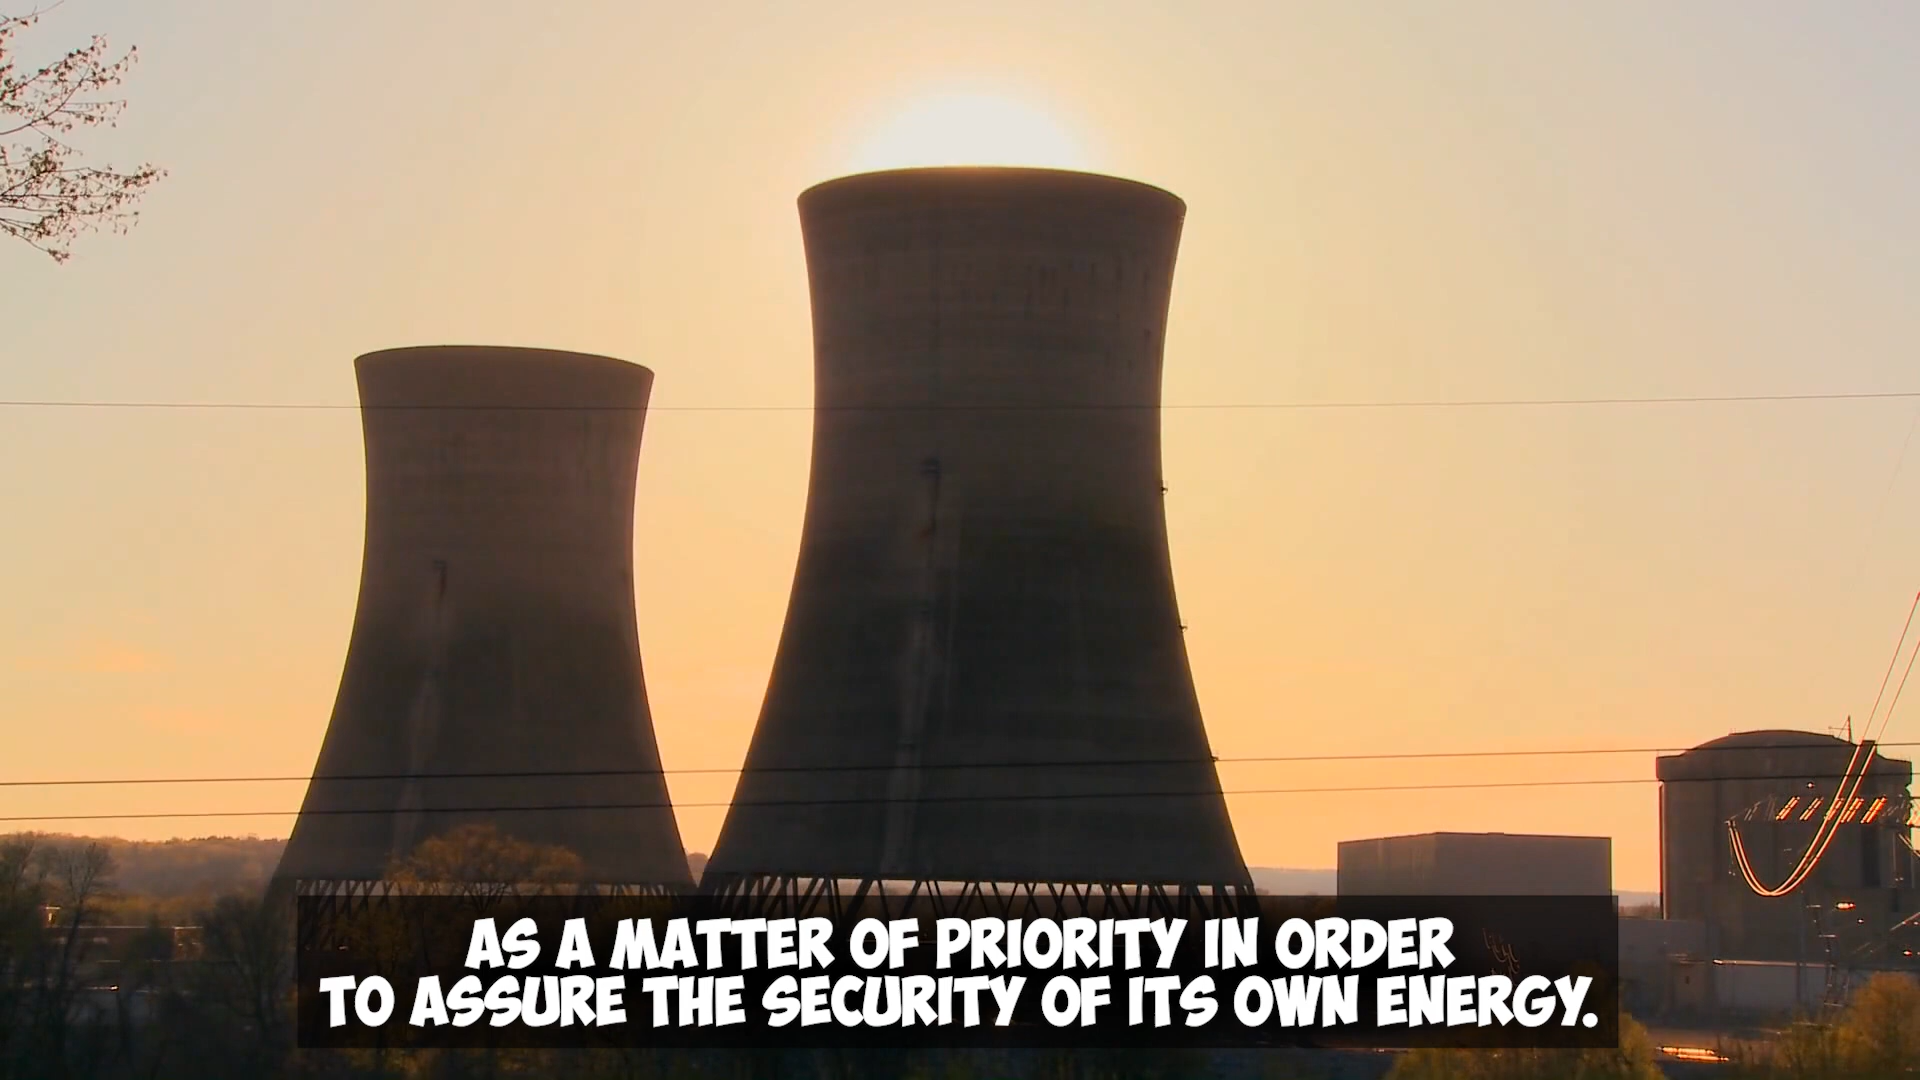 AS A MATTER OF PRIORITY IN ORDER
TO ASSURE THE SECURITY OF ITS OWN ENERGY.